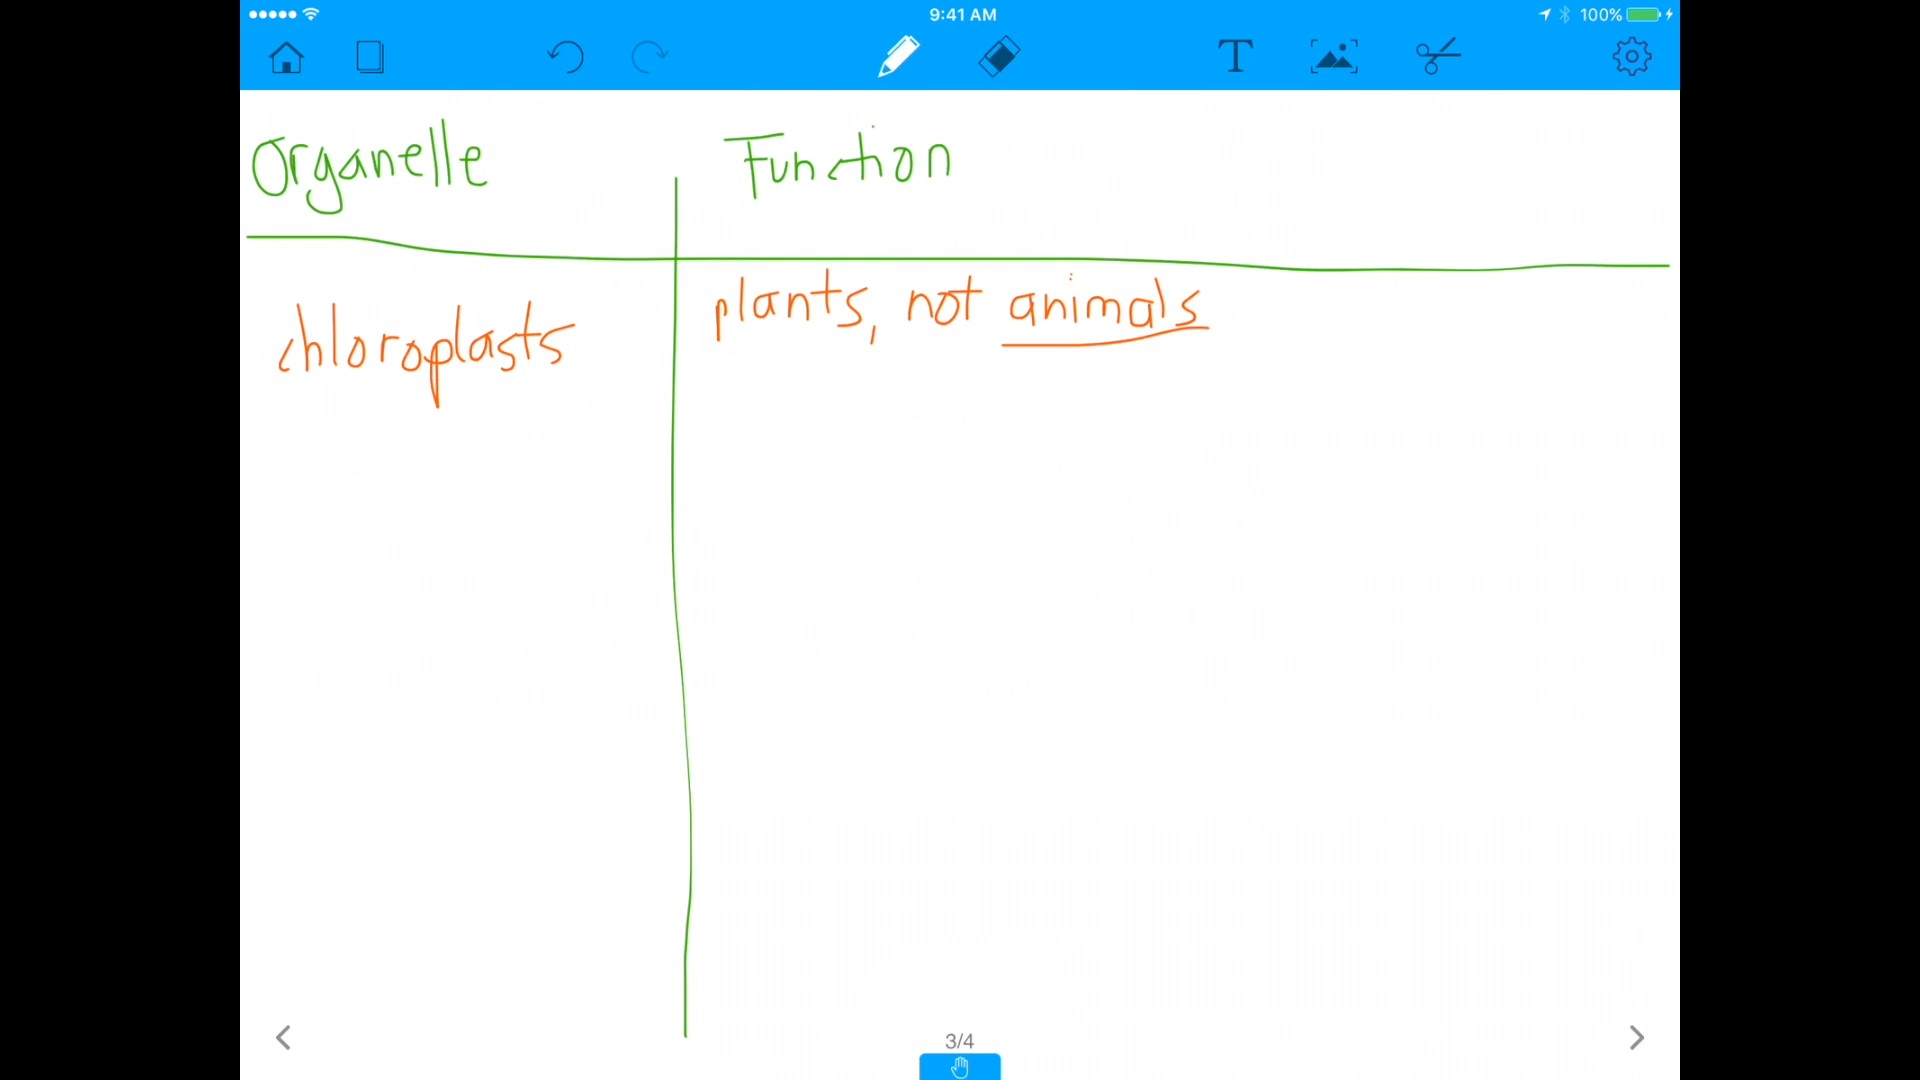 9:41 AM
100%
T
Organelle
Function
chloroplasts
plants, not animals
3/4